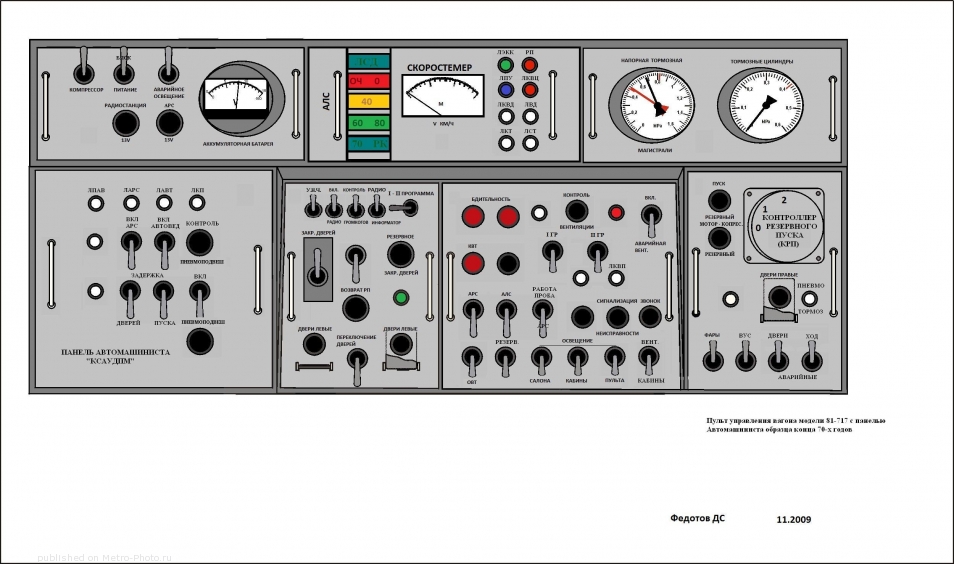 БЛОК
КОМПРЕССОР
ПИТАНИЕ
АВАРИЙНОЕ
ОСВЕЩЕНИЕ
РАДИОСТАНЦИЯ
АРС
13V
13V
АККУМУЛЯТОРНАЯ БАТАРЕЯ
АЛС
ОЧ 0
40
60 80
70 РК
СКОРОСТЕМЕР
М
V КМ/Ч
ЛЭКК
РП
ЛПУ
ЛКВЦ
ЛКВД
ЛВД
ЛКТ
ЛСТ
НАПОРНАЯ ТОРМОЗНАЯ
МАГИСТРАЛИ
ТОРМОЗНЫЕ ЦИЛИНДРЫ
ЛПАВ
ЛАРС
ЛАВТ
ЛКП
ВКЛ
АРС
ВКЛ
АВТОВЕД
КОНТРОЛЬ
ПНЕВМОПОДВЕШ
ЗАДЕРЖКА
ВКЛ
ДВЕРЕЙ
ПУСКА
ПНЕВМОПОДВЕШ
ПАНЕЛЬ АВТОМАШИНИСТА
"КСАУДПМ"
УДЧ.
ВКЛ.
КОНТРОЛЬ
РАДИО
I - II ПРОГРАММА
РАДИО
ГРОМКОГОВ
ИНФОРМАТОР
ЗАКР. ДВЕРЕЙ
РЕЗЕРВНОЕ
ЗАКР. ДВЕРЕЙ
ВОЗВРАТ РП
ДВЕРИ ЛЕВЫЕ
ПЕРЕКЛЮЧЕНИЕ
ДВЕРЕЙ
ДВЕРИ ЛЕВЫЕ
БДИТЕЛЬНОСТЬ
КОНТРОЛЬ
ВЕНТИЛЯЦИИ
ВКЛ.
АВАРИЙНАЯ
ВЕНТ.
КВТ
I ГР
II ГР
ЛКВП
АРС
АЛС
РАБОТА
ПРОБА
АРС
СИГНАЛИЗАЦИЯ
ЗВОНОК
НЕИСПРАВНОСТИ
РЕЗЕРВ.
ОСВЕЩЕНИЕ
ВЕНТ.
ОВТ
САЛОНА
КАБИНЫ
ПУЛЬТА
КАБИНЫ
ПУСК
РЕЗЕРВНЫЙ
МОТОР - КОПРЕС.
РЕЗЕРВНЫЙ
2
1
0
КОНТРОЛЛЕР
РЕЗЕРВНОГО
ПУСКА
(КРП)
ДВЕРИ ПРАВЫЕ
ПНЕВМО
ТОРМОЗ
ФАРЫ
ВУС
ДВЕРИ
ХОД
АВАРИЙНЫЕ
Пульт управления вагона модели 81-717 с панелью
Автомашиниста образца конца 70-х годов
Федотов ДС
11.2009
published on Metro-Photo.ru